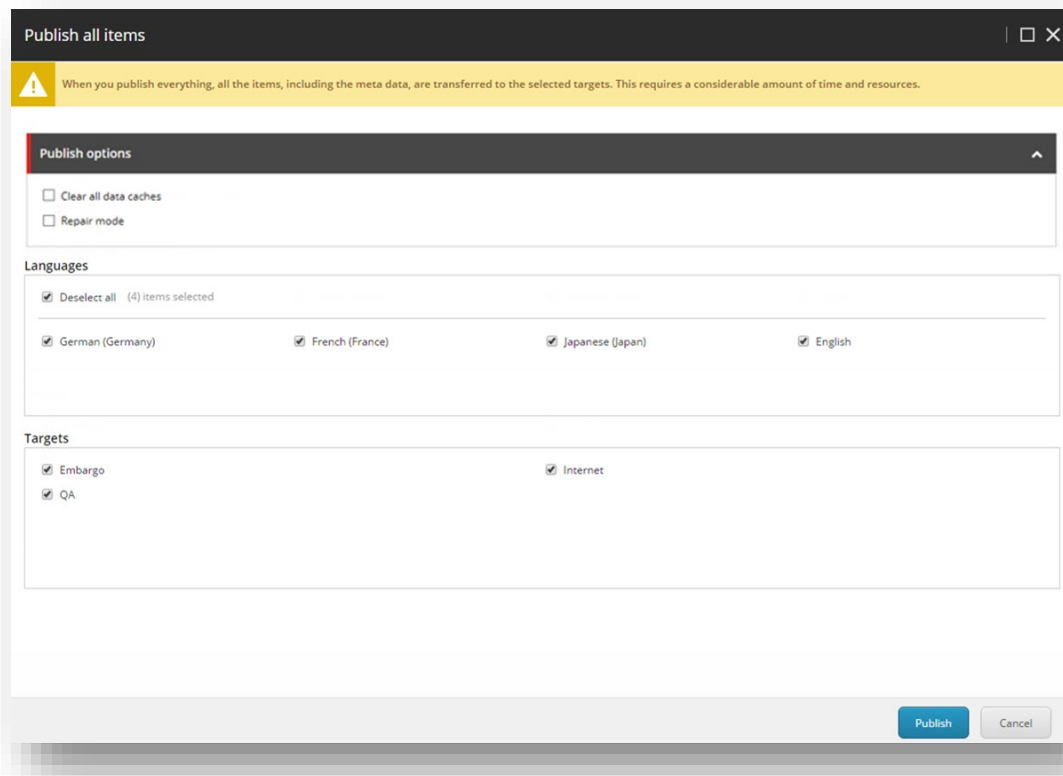 Publish all items
When you publish everything, all the items, including the meta data, are transferred to the selected targets. This requires a considerable amount of time and resources.
Publish options
Clear all data caches
Repair mode
Languages
Deselect all (4) items selected
German (Germany) French (France) Japanese (Japan) English
Targets
Embargo Internet
QA
Publish Cancel